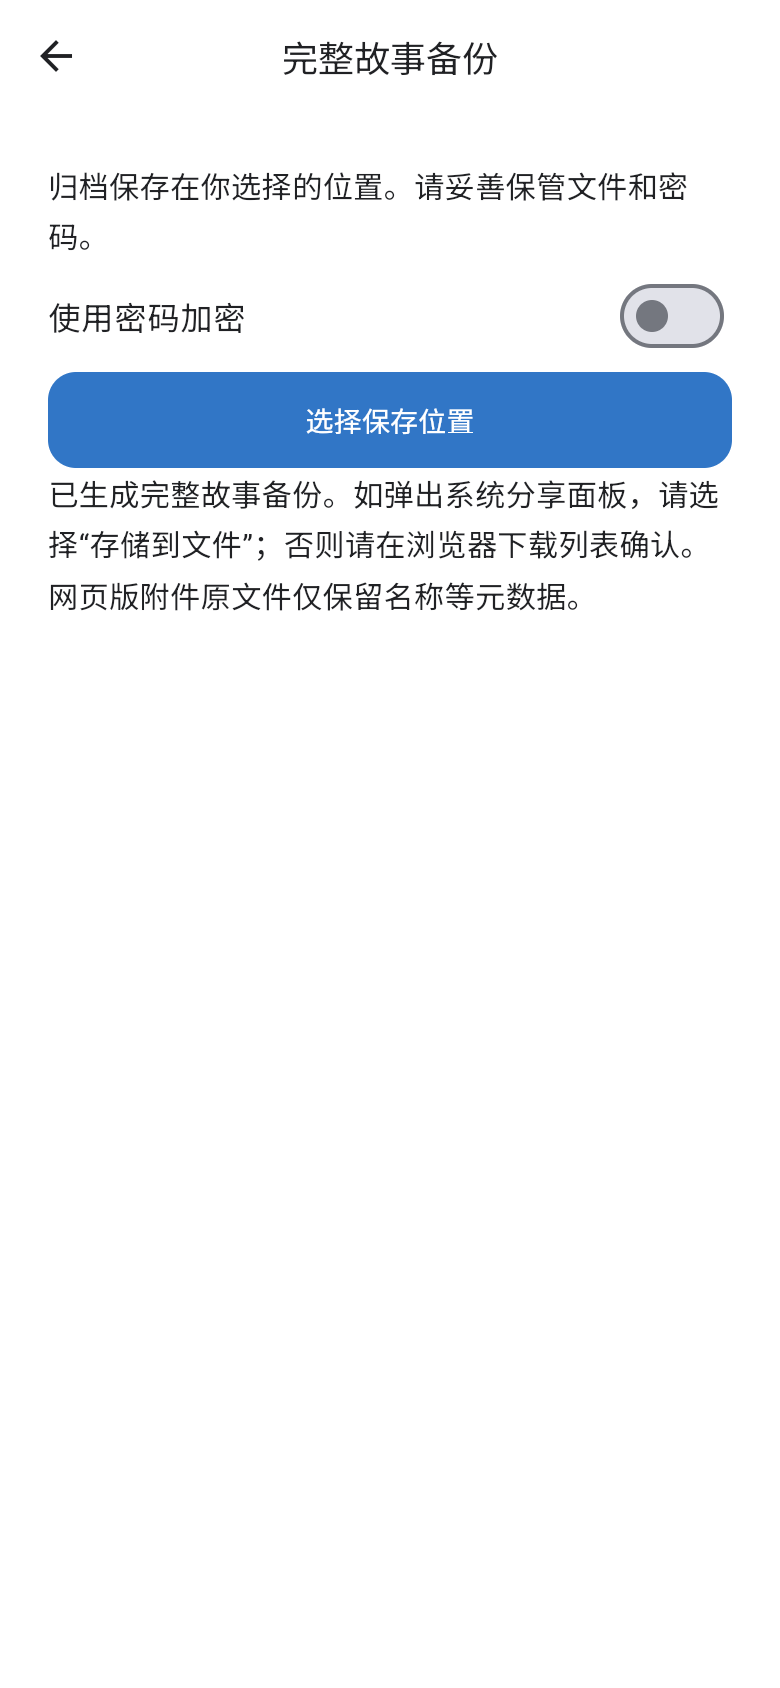 完整故事备份
归档保存在你选择的位置。请妥善保管文件和密
码。
使用密码加密
选择保存位置
已生成完整故事备份。如弹出系统分享面板，请选
择“存储到文件”；否则请在浏览器下载列表确认。
网页版附件原文件仅保留名称等元数据。